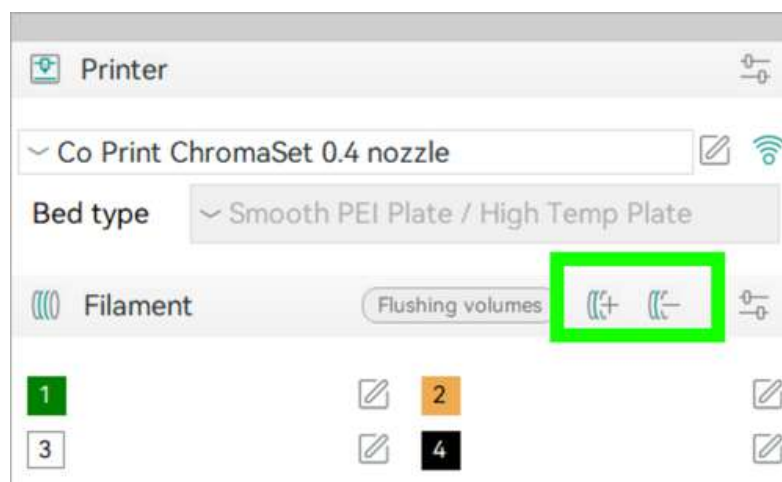 Printer
Co Print ChromaSet 0.4 nozzle
Bed type Smooth PEI Plate / High Temp Plate
Filament Flushing volumes
1 2
3 4